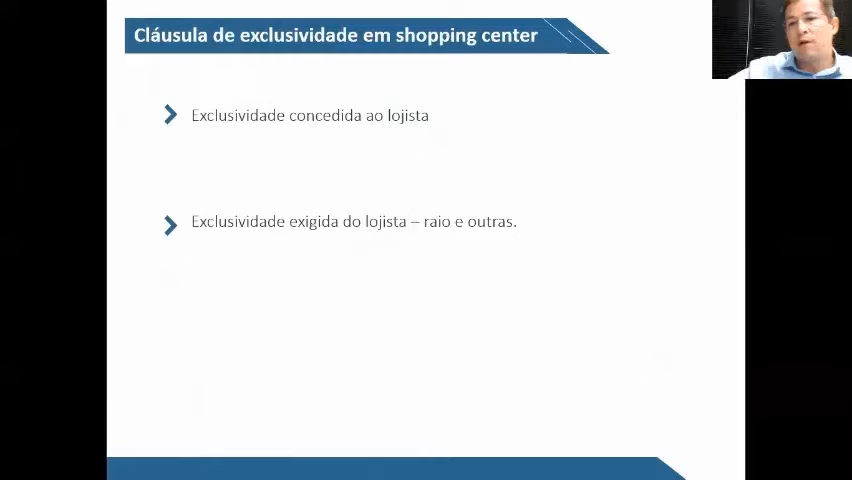 Cláusula de exclusividade em shopping center
Exclusividade concedida ao lojista
Exclusividade exigida do lojista – raio e outras.